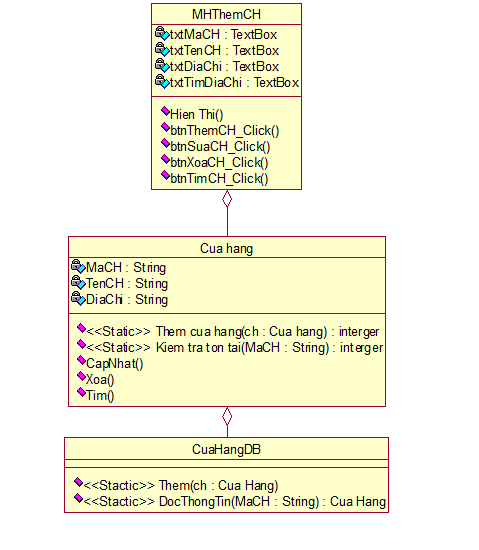 MHThemCH
txtMaCH : TextBox
txtTenCH : TextBox
txtDiaChi : TextBox
txtTimDiaChi : TextBox
Hien Thi()
btnThemCH_Click()
btnSuaCH_Click()
btnXoaCH_Click()
btnTimCH_Click()
Cua hang
MaCH : String
TenCH : String
DiaChi : String
<<Static>> Them cua hang(ch : Cua hang) : interger
<<Static>> Kiem tra ton tai(MaCH : String) : interger
CapNhat()
Xoa()
Tim()
CuaHangDB
<<Stactic>> Them(ch : Cua Hang)
<<Stactic>> DocThongTin(MaCH : String) : Cua Hang